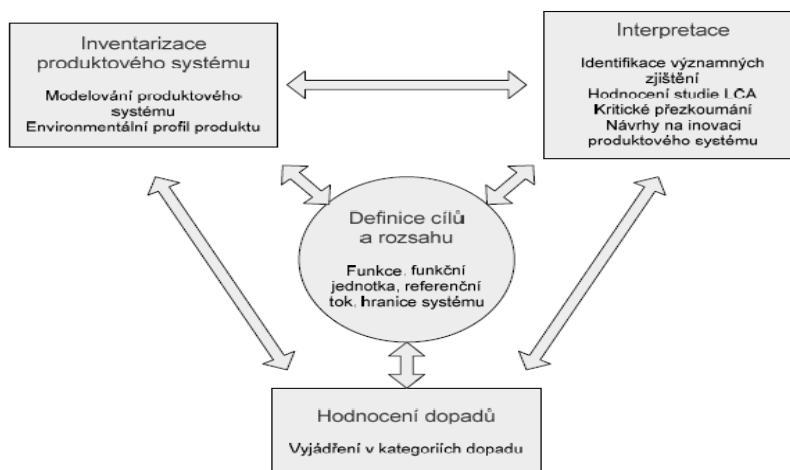 Inventarizace
produktového systému
Modelování produktového
systému
Environmentální profil produktu
Interpretace
Identifikace významných
zjištění
Hodnocení studie LCA
Kritické přezkoumání
Návrhy na inovaci
produktového systému
Definice cílů
a rozsahu
Funkce, funkční
jednotka, referenční
tok, hranice systému
Hodnocení dopadů
Vyjádření v kategoriích dopadu